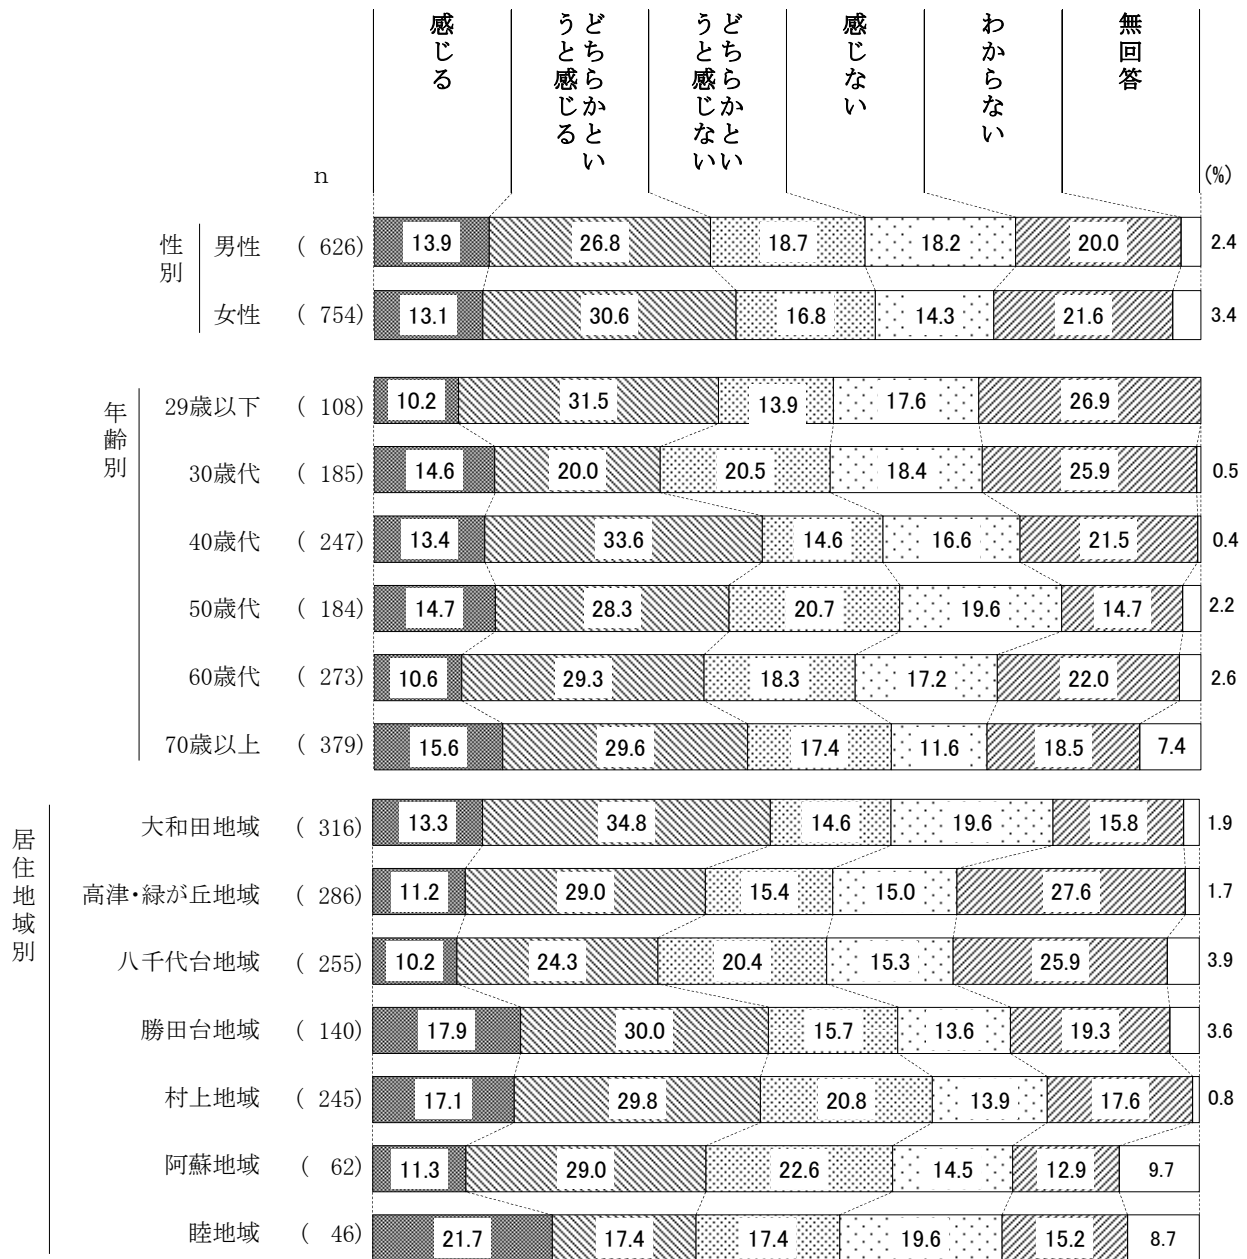 感じる
どちらかとい
うと感じる
どちらかとい
うと感じない
感じない
わからない
無回答
n
(%)
性別
男性 ( 626) 13.9 26.8 18.7 18.2 20.0 2.4
女性 ( 754) 13.1 30.6 16.8 14.3 21.6 3.4
年齢別
29歳以下 ( 108) 10.2 31.5 13.9 17.6 26.9
30歳代 ( 185) 14.6 20.0 20.5 18.4 25.9 0.5
40歳代 ( 247) 13.4 33.6 14.6 16.6 21.5 0.4
50歳代 ( 184) 14.7 28.3 20.7 19.6 14.7 2.2
60歳代 ( 273) 10.6 29.3 18.3 17.2 22.0 2.6
70歳以上 ( 379) 15.6 29.6 17.4 11.6 18.5 7.4
居住地域別
大和田地域 ( 316) 13.3 34.8 14.6 19.6 15.8 1.9
高津・緑が丘地域 ( 286) 11.2 29.0 15.4 15.0 27.6 1.7
八千代台地域 ( 255) 10.2 24.3 20.4 15.3 25.9 3.9
勝田台地域 ( 140) 17.9 30.0 15.7 13.6 19.3 3.6
村上地域 ( 245) 17.1 29.8 20.8 13.9 17.6 0.8
阿蘇地域 ( 62) 11.3 29.0 22.6 14.5 12.9 9.7
睦地域 ( 46) 21.7 17.4 17.4 19.6 15.2 8.7